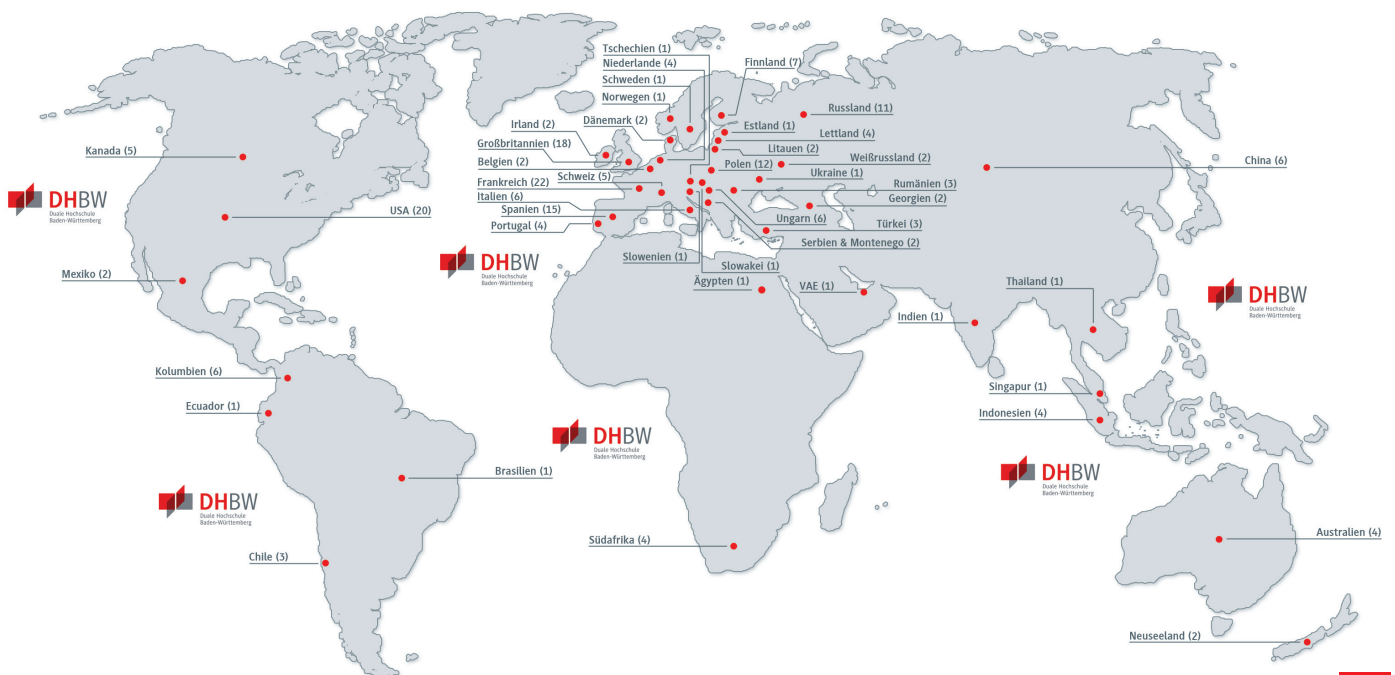 Tschechien (1)
Niederlande (4)
Schweden (1)
Norwegen (1)
Finnland (7)
Russland (11)
Irland (2)
Dänemark (2)
Estland (1)
Lettland (4)
Großbritannien (18)
Litauen (2)
Belgien (2)
Polen (12)
Weißrussland (2)
Ukraine (1)
Kanada (5)
China (6)
Frankreich (22)
Schweiz (5)
Rumänien (3)
Italien (6)
Georgien (2)
Spanien (15)
Ungarn (6)
Türkei (3)
Portugal (4)
Serbien & Montenego (2)
USA (20)
DHBW
Duale Hochschule
Baden-Württemberg
Slowenien (1)
Slowakei (1)
DHBW
Duale Hochschule
Baden-Württemberg
Mexiko (2)
Ägypten (1)
VAE (1)
Thailand (1)
DHBW
Duale Hochschule
Baden-Württemberg
Indien (1)
Kolumbien (6)
Singapur (1)
Ecuador (1)
Indonesien (4)
DHBW
Duale Hochschule
Baden-Württemberg
Brasilien (1)
DHBW
Duale Hochschule
Baden-Württemberg
DHBW
Duale Hochschule
Baden-Württemberg
Südafrika (4)
Australien (4)
Chile (3)
Neuseeland (2)